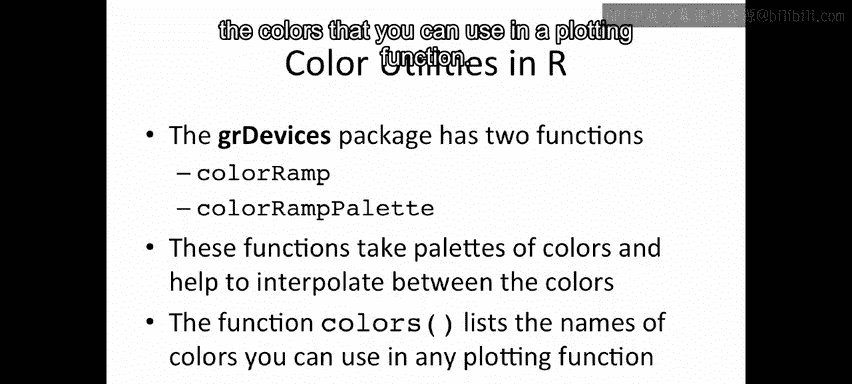 the colors that you can use in a plotting
function.
Color Utilities in R
• The grDevices package has two functions
– colorRamp
– colorRampPalette
• These functions take palettes of colors and
help to interpolate between the colors
• The function colors() lists the names of
colors you can use in any plotting function